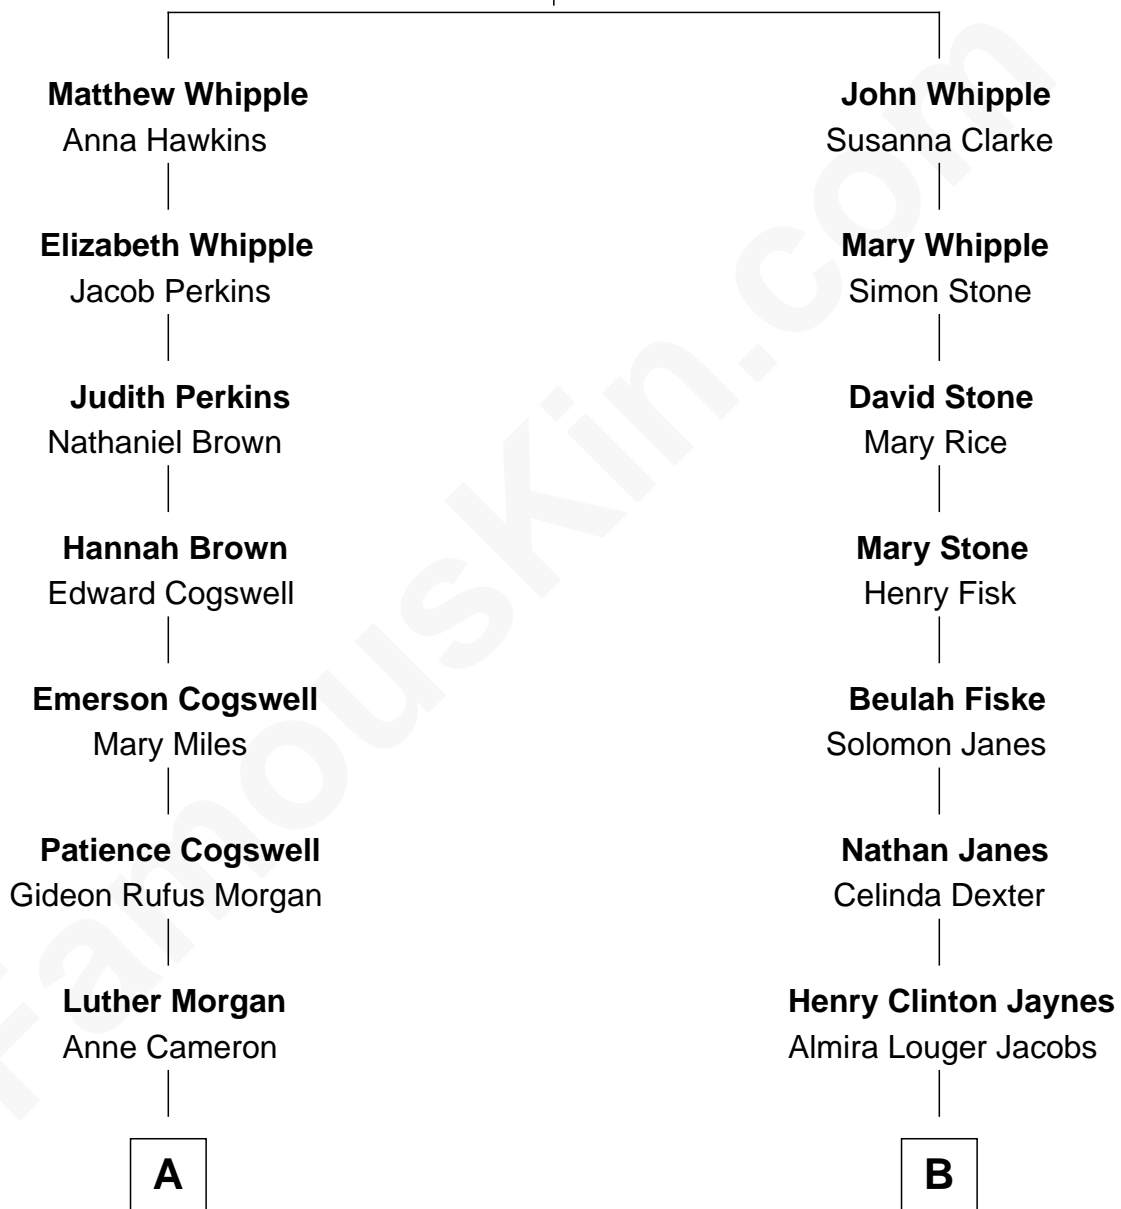 Matthew Whipple
Anna Hawkins
Elizabeth Whipple
Jacob Perkins
Judith Perkins
Nathaniel Brown
Hannah Brown
Edward Cogswell
Emerson Cogswell
Mary Miles
Patience Cogswell
Gideon Rufus Morgan
Luther Morgan
Anne Cameron
A
John Whipple
Susanna Clarke
Mary Whipple
Simon Stone
David Stone
Mary Rice
Mary Stone
Henry Fisk
Beulah Fiske
Solomon Janes
Nathan Janes
Celinda Dexter
Henry Clinton Jaynes
Almira Louger Jacobs
B
FamousKin.com